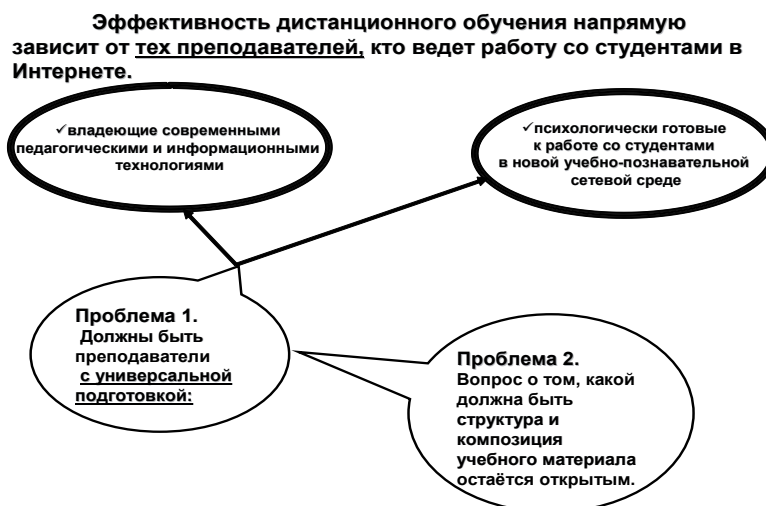 Эффективность дистанционного обучения напрямую
зависит от тех преподавателей, кто ведет работу со студентами в
Интернете.
✓владеющие современными
педагогическими и информационными
технологиями
✓психологически готовые
к работе со студентами
в новой учебно-познавательной
сетевой среде
Проблема 1.
Должны быть
преподаватели
с универсальной
подготовкой:
Проблема 2.
Вопрос о том, какой
должна быть
структура и
композиция
учебного материала
остаётся открытым.